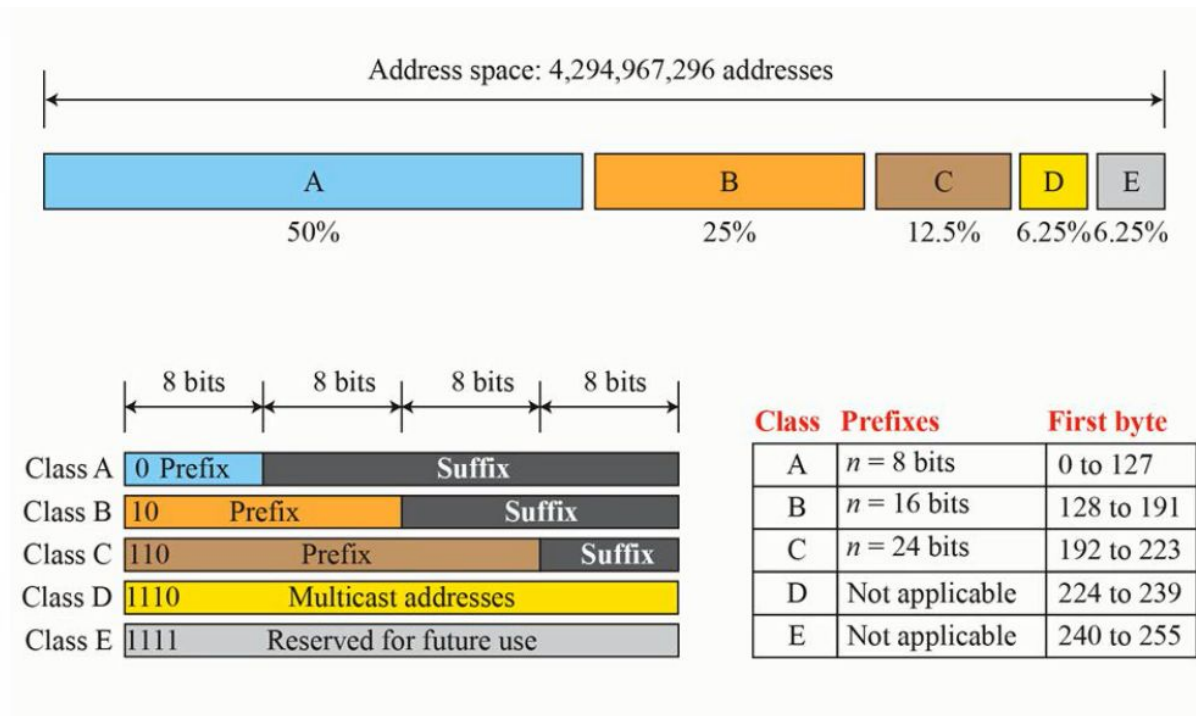 Address space: 4,294,967,296 addresses
A B C D E
50% 25% 12.5% 6.25% 6.25%
8 bits 8 bits 8 bits 8 bits
Class A 0 Prefix Suffix
Class B 10 Prefix Suffix
Class C 110 Prefix Suffix
Class D 1110 Multicast addresses
Class E 1111 Reserved for future use
Class Prefixes First byte
A n = 8 bits 0 to 127
B n = 16 bits 128 to 191
C n = 24 bits 192 to 223
D Not applicable 224 to 239
E Not applicable 240 to 255